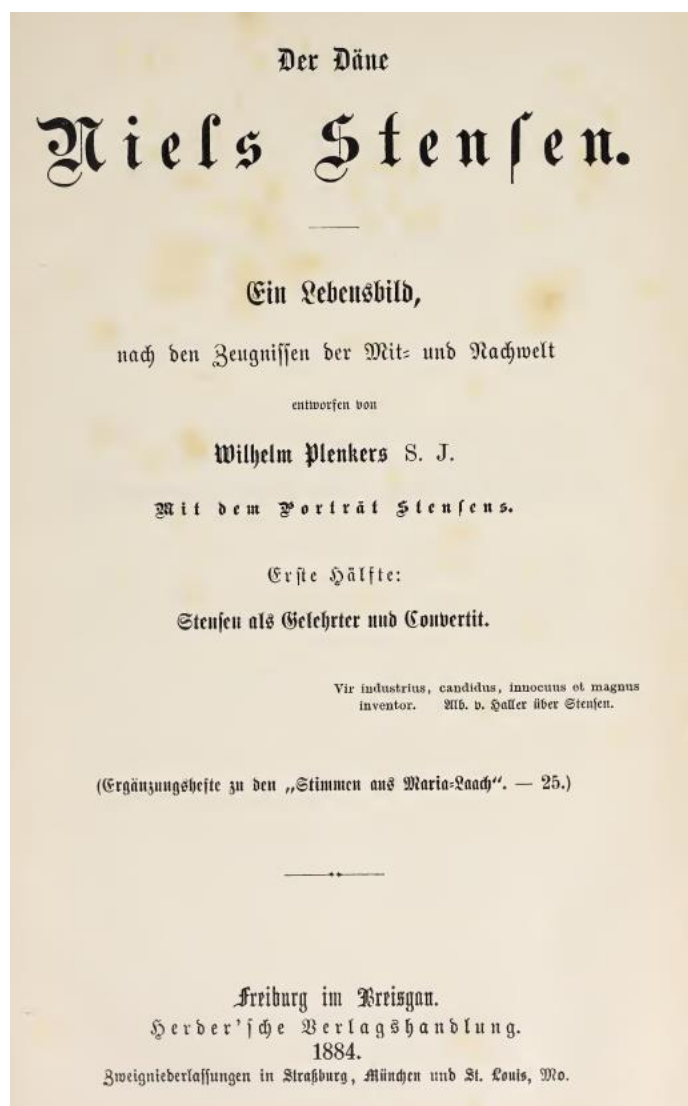 Der Däne
Niels Stensen.
Ein Lebensbild,
nach den Zeugnissen der Mit- und Nachwelt
entworfen von
Wilhelm Plenkers S. J.
Mit dem Porträt Stensens.
Erste Hälfte:
Stensen als Gelehrter und Convertit.
Vir industrius, candidus, innocuus et magnus
inventor. Alb. v. Haller über Stensen.
(Ergänzungshefte zu den „Stimmen aus Maria-Laach“. — 25.)
Freiburg im Breisgau.
Herder'sche Verlagshandlung.
1884.
Zweigniederlassungen in Straßburg, München und St. Louis, Mo.